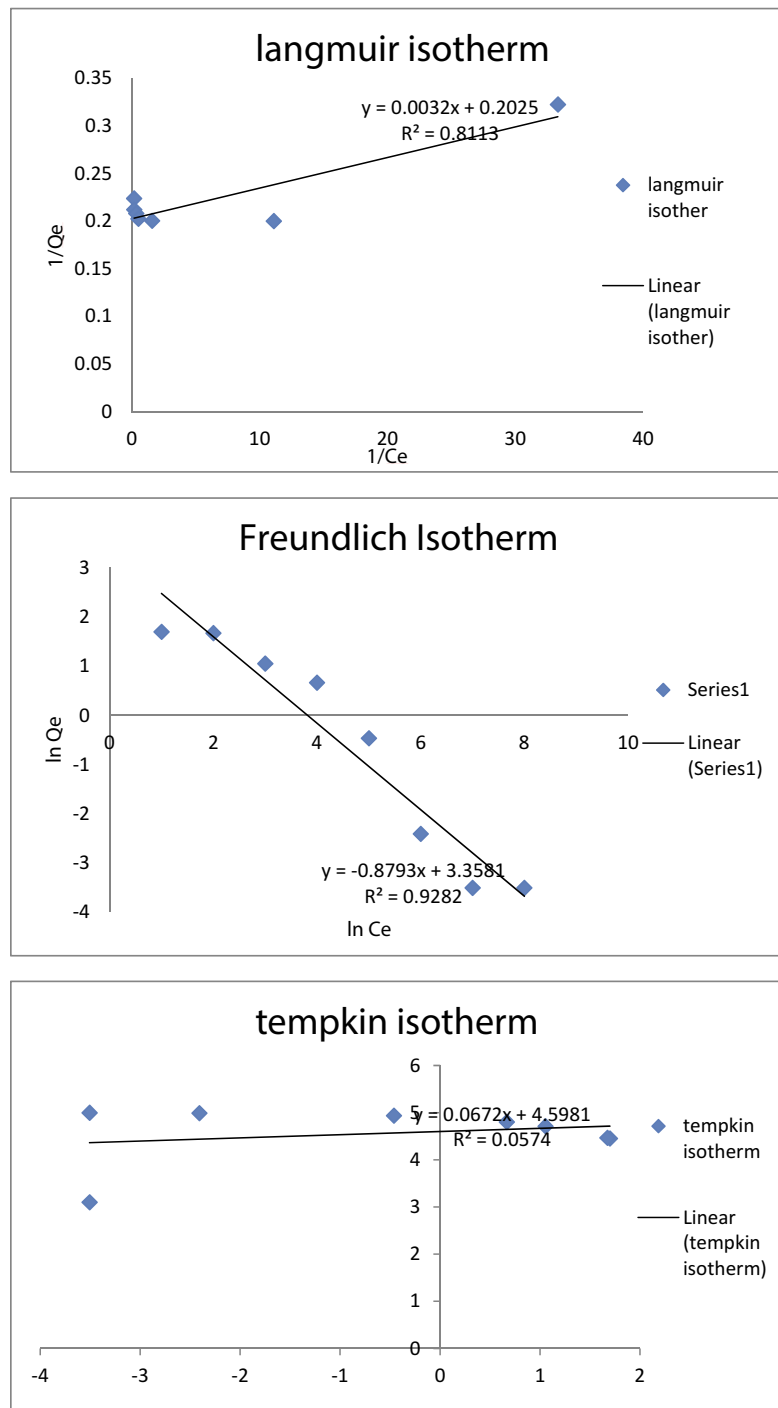 langmuir isotherm
0.35
0.3
0.25
0.2
0.15
0.1
0.05
0
1/Qe
y = 0.0032x + 0.2025
R² = 0.8113
0
10
20
30
40
1/Ce
langmuir
isother
Linear
(langmuir
isother)
Freundlich Isotherm
3
2
1
0
-1
-2
-3
-4
ln Qe
0
2
4
6
8
10
y = -0.8793x + 3.3581
R² = 0.9282
ln Ce
Series1
Linear
(Series1)
tempkin isotherm
6
5
4
3
2
1
0
y = 0.0672x + 4.5981
R² = 0.0574
-4
-3
-2
-1
0
1
2
tempkin
isotherm
Linear
(tempkin
isotherm)